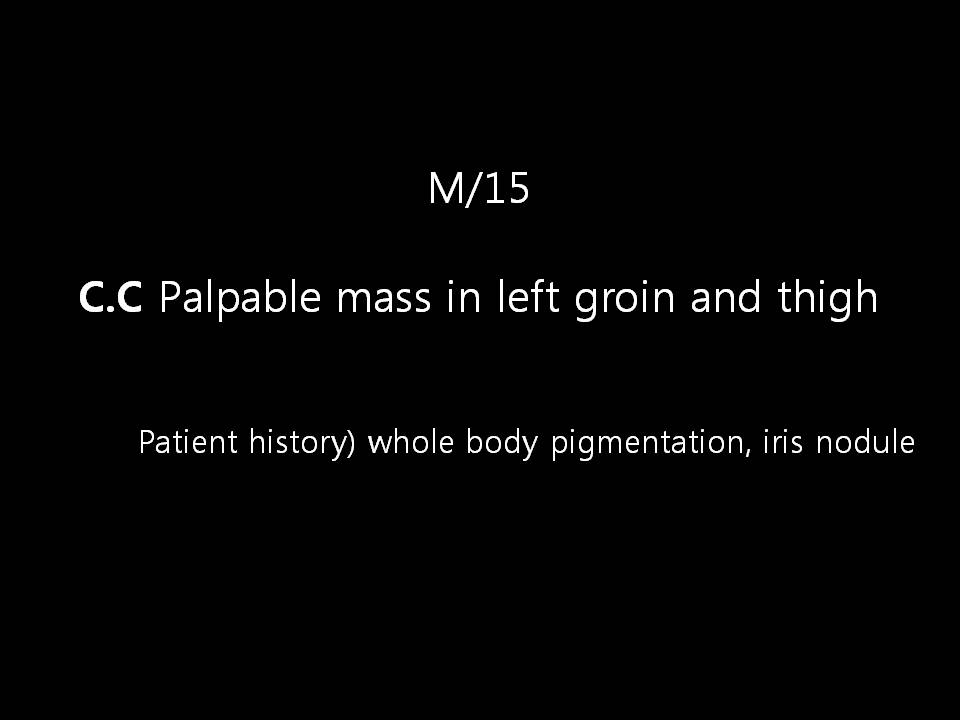 M/15
C.C Palpable mass in left groin and thigh
Patient history) whole body pigmentation, iris nodule